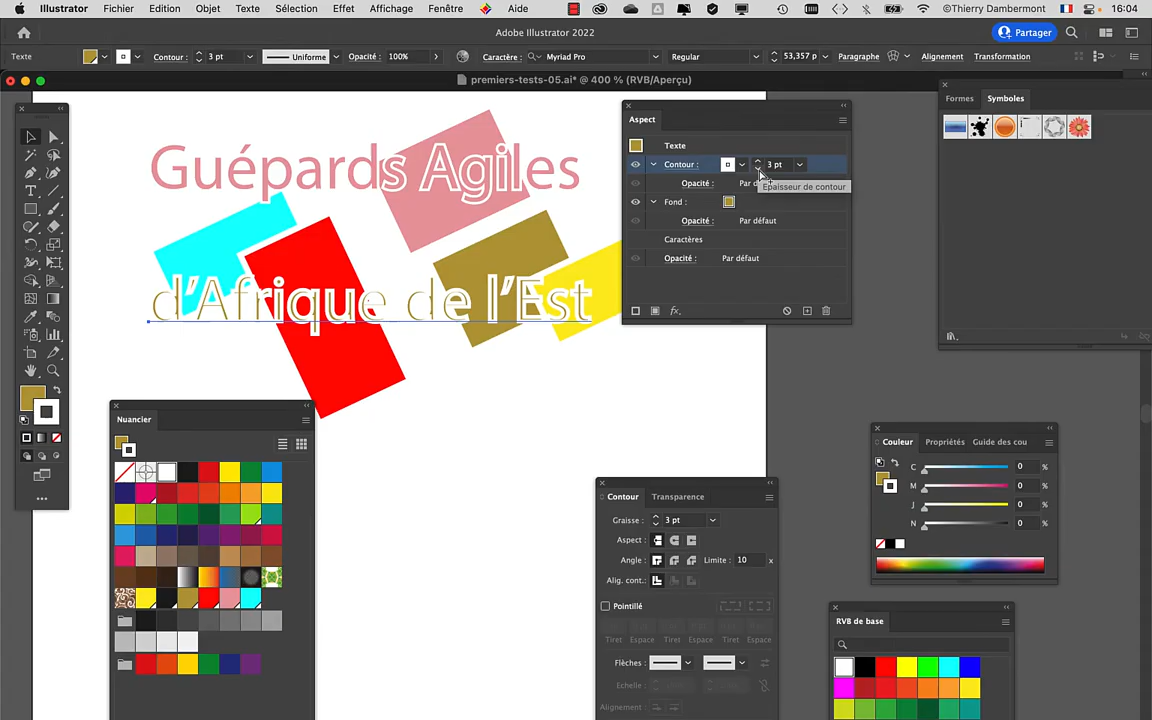 Illustrator Fichier Edition Objet Texte Sélection Effet Affichage Fenêtre Aide ©Thierry Dambermont 16:04
Adobe Illustrator 2022
Partager
Texte Contour : 3 pt Uniforme Opacité : 100% Caractère : Myriad Pro Regular 53,357 p Paragraphe Alignement Transformation
premiers-tests-05.ai* @ 400 % (RVB/Aperçu)
Guépards Agiles
d'Afrique de l'Est
Aspect
Texte
Contour : 3 pt
Opacité : Par d
Epaisseur de contour
Fond :
Opacité : Par défaut
Caractères
Opacité : Par défaut
fx
Formes Symboles
Nuancier
Contour Transparence
Graisse : 3 pt
Aspect :
Angle : Limite : 10 x
Alig. cont.:
Pointillé
Tiret Espace Tiret Espace Tiret Espace
Flèches :
Echelle :
Alignement :
Couleur Propriétés Guide des cou
C 0 %
M 0 %
J 0 %
N 0 %
RVB de base